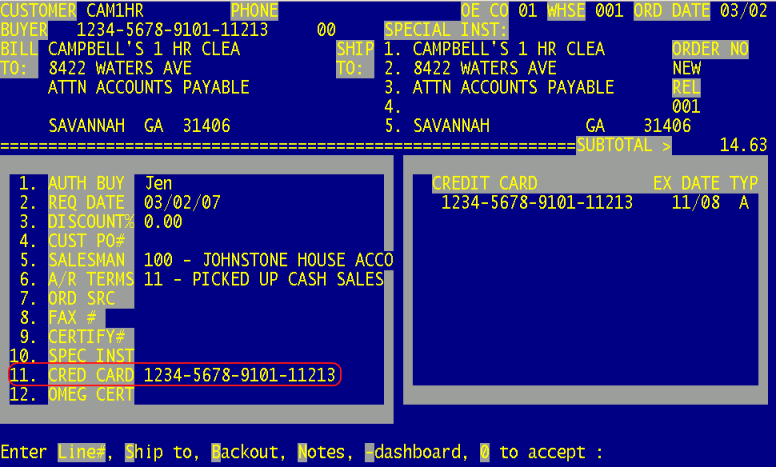 CUSTOMER CAM1HR PHONE OE CO 01 WHSE 001 ORD DATE 03/02
BUYER 1234-5678-9101-11213 00 SPECIAL INST:
BILL CAMPBELL'S 1 HR CLEA SHIP 1. CAMPBELL'S 1 HR CLEA ORDER NO
TO: 8422 WATERS AVE TO: 2. 8422 WATERS AVE NEW
ATTN ACCOUNTS PAYABLE 3. ATTN ACCOUNTS PAYABLE REL
4. 001
SAVANNAH GA 31406 5. SAVANNAH GA 31406
============================================================SUBTOTAL > 14.63
1. AUTH BUY Jen CREDIT CARD EX DATE TYP
2. REQ DATE 03/02/07 1234-5678-9101-11213 11/08 A
3. DISCOUNT% 0.00
4. CUST PO#
5. SALESMAN 100 - JOHNSTONE HOUSE ACCO
6. A/R TERMS 11 - PICKED UP CASH SALES
7. ORD SRC
8. FAX #
9. CERTIFY#
10. SPEC INST
11. CRED CARD 1234-5678-9101-11213
12. OMEG CERT
Enter Line#, Ship to, Backout, Notes, -dashboard, 0 to accept :